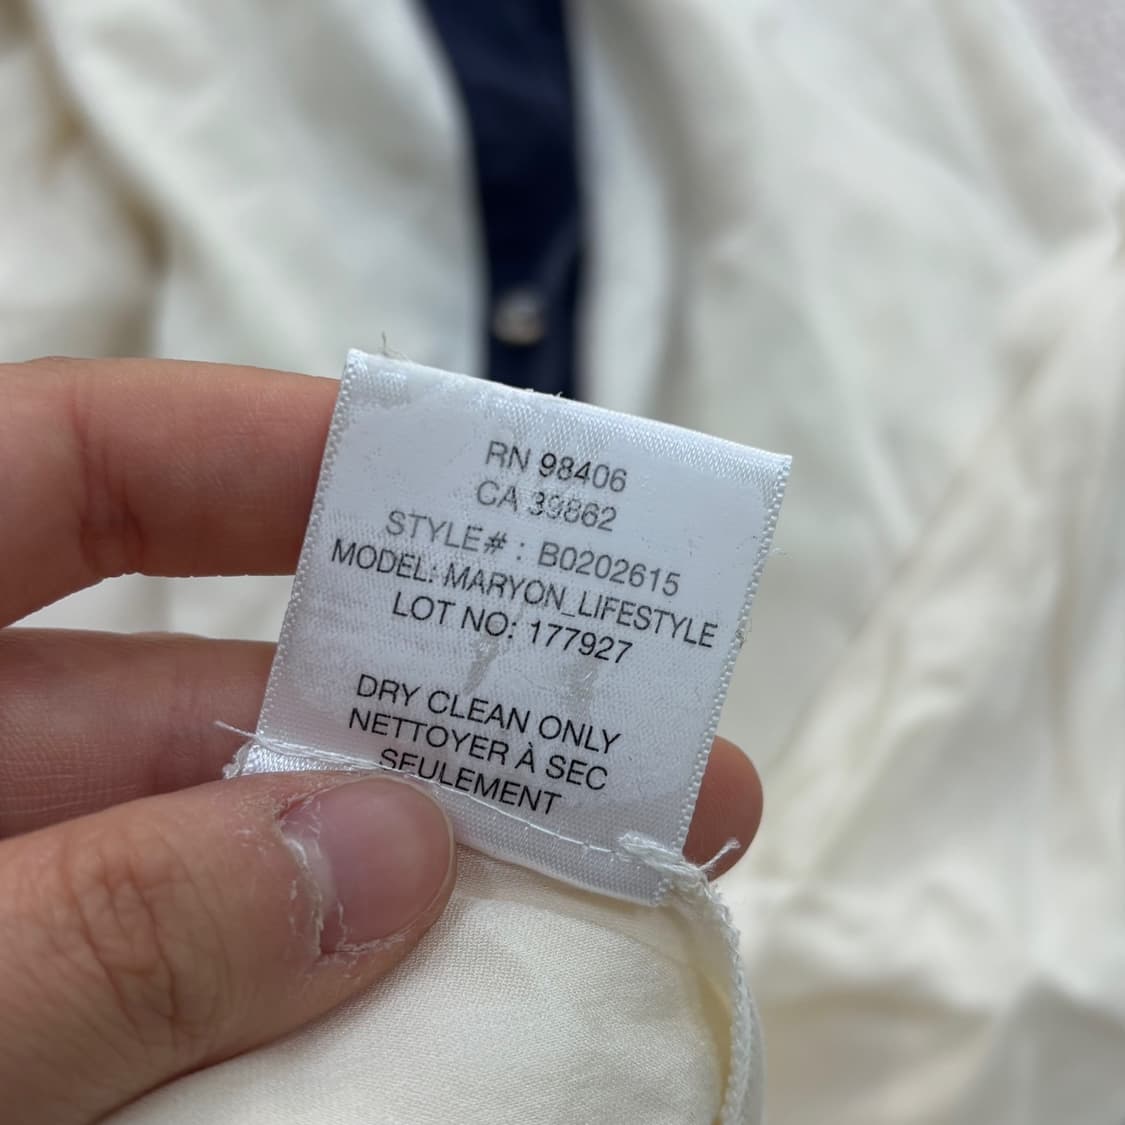 RN 98406
CA 39862
STYLE# : B0202615
MODEL: MARYON_LIFESTYLE
LOT NO: 177927
DRY CLEAN ONLY
NETTOYER À SEC
SEULEMENT